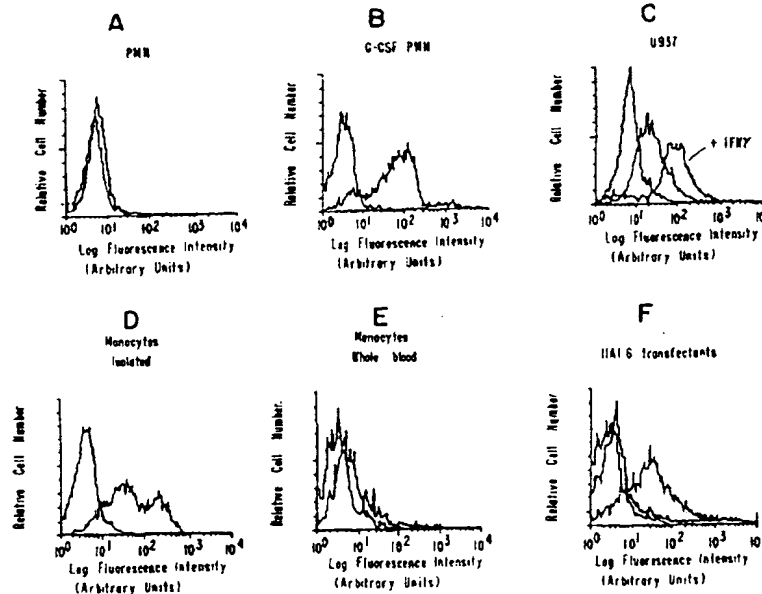 A
PMN
Relative Cell Number
10⁰ 10¹ 10² 10³ 10⁴
Log Fluorescence Intensity
(Arbitrary Units)
B
G-CSF PMN
Relative Cell Number
10⁰ 10¹ 10² 10³ 10⁴
Log Fluorescence Intensity
(Arbitrary Units)
C
U937
Relative Cell Number
+ IFNγ
10⁰ 10¹ 10² 10³ 10
Log Fluorescence Intensity
(Arbitrary Units)
D
Monocytes
Isolated
Relative Cell Number
10⁰ 10¹ 10² 10³ 10⁴
Log Fluorescence Intensity
(Arbitrary Units)
E
Monocytes
Whole blood
Relative Cell Number.
10⁰ 10¹ 10² 10³ 10⁴
Log Fluorescence Intensity
(Arbitrary Units)
F
transfectants
Relative Cell Number
10⁰ 10¹ 10² 10³ 10
Log Fluorescence Intensity
(Arbitrary Units)